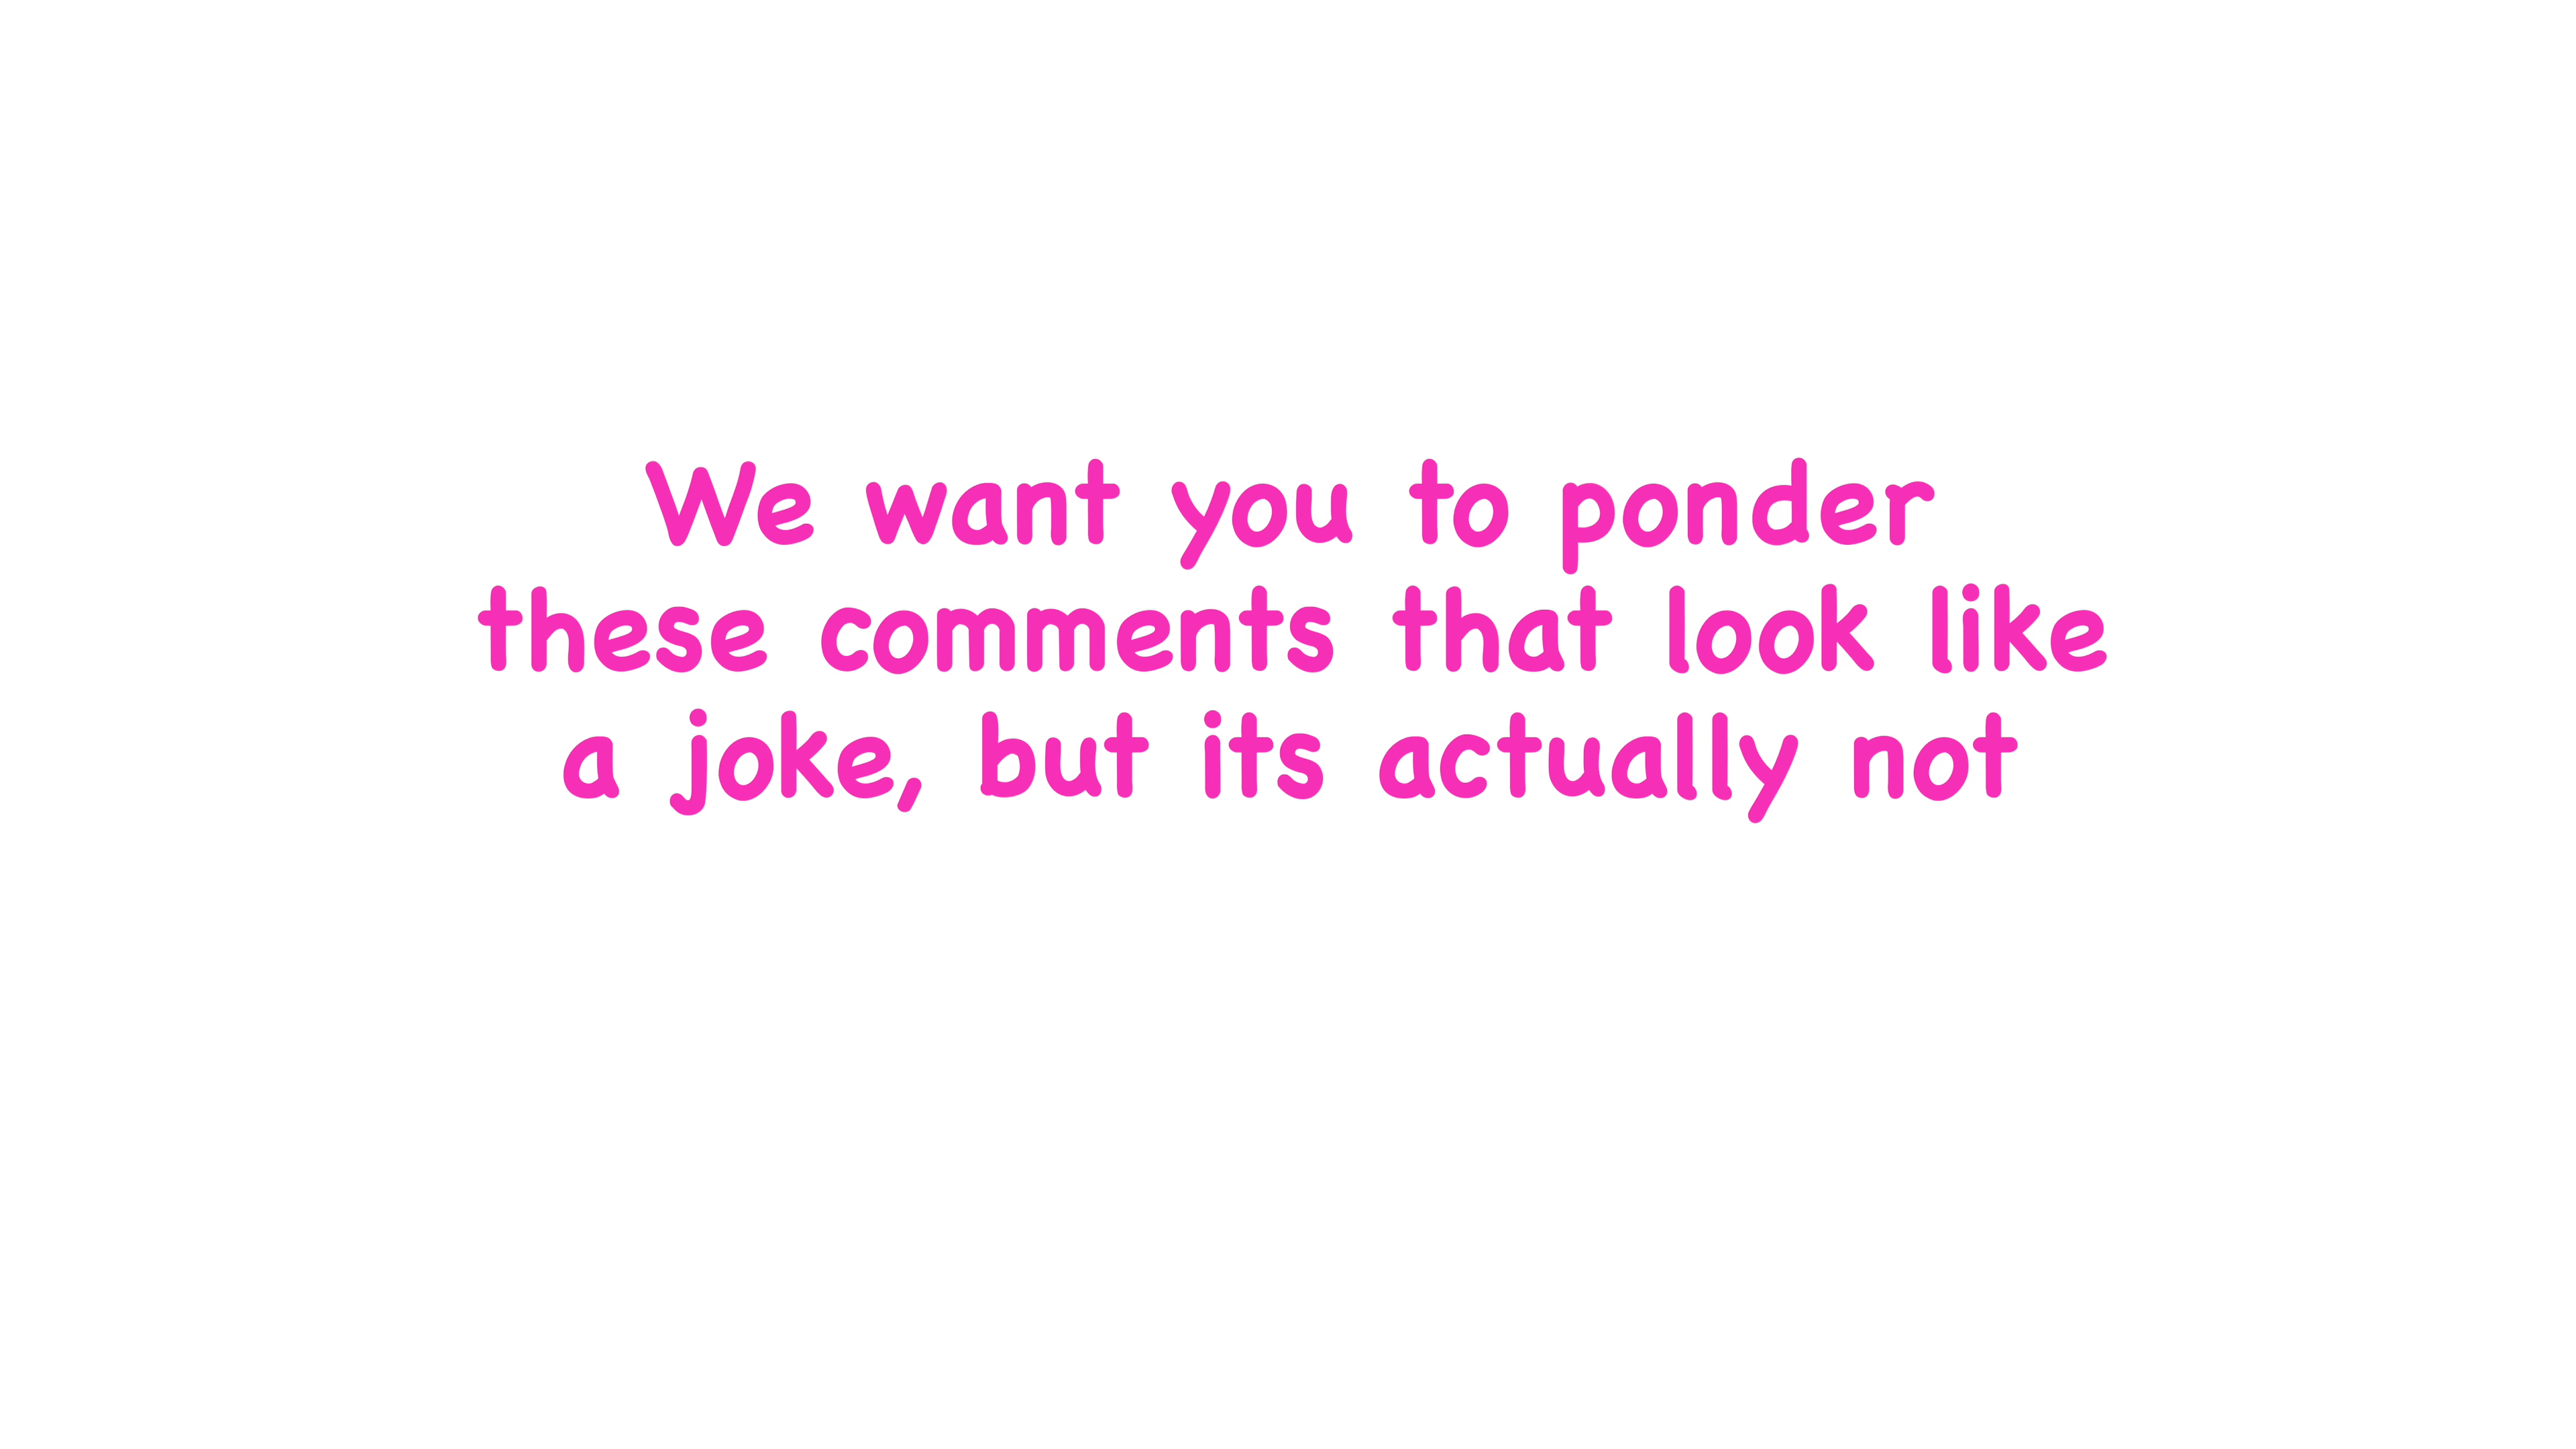 We want you to ponder
these comments that look like
a joke, but its actually not